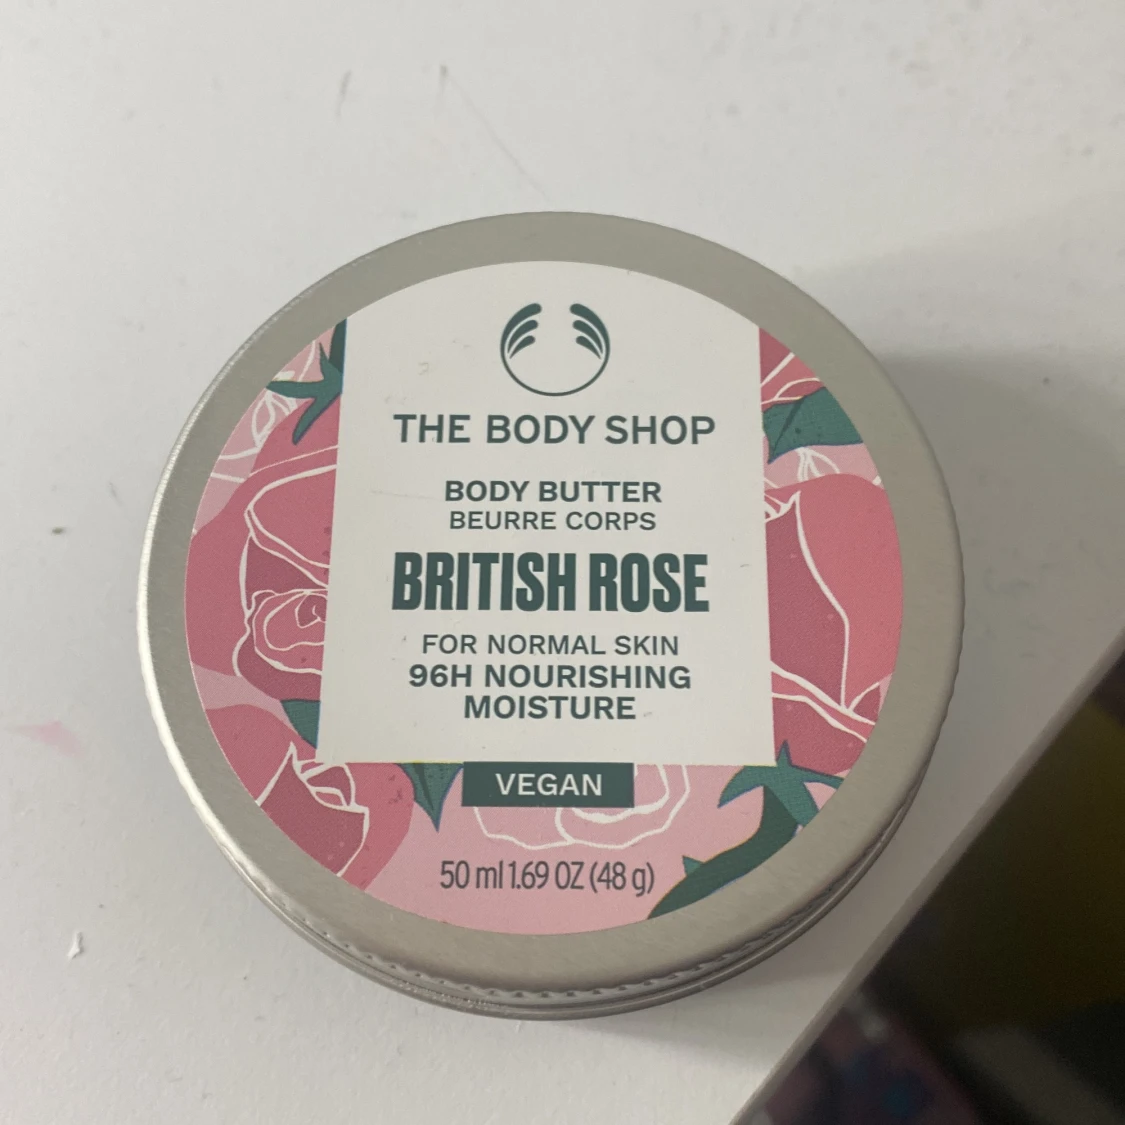 THE BODY SHOP
BODY BUTTER
BEURRE CORPS
BRITISH ROSE
FOR NORMAL SKIN
96H NOURISHING
MOISTURE
VEGAN
50 ml 1.69 OZ (48 g)